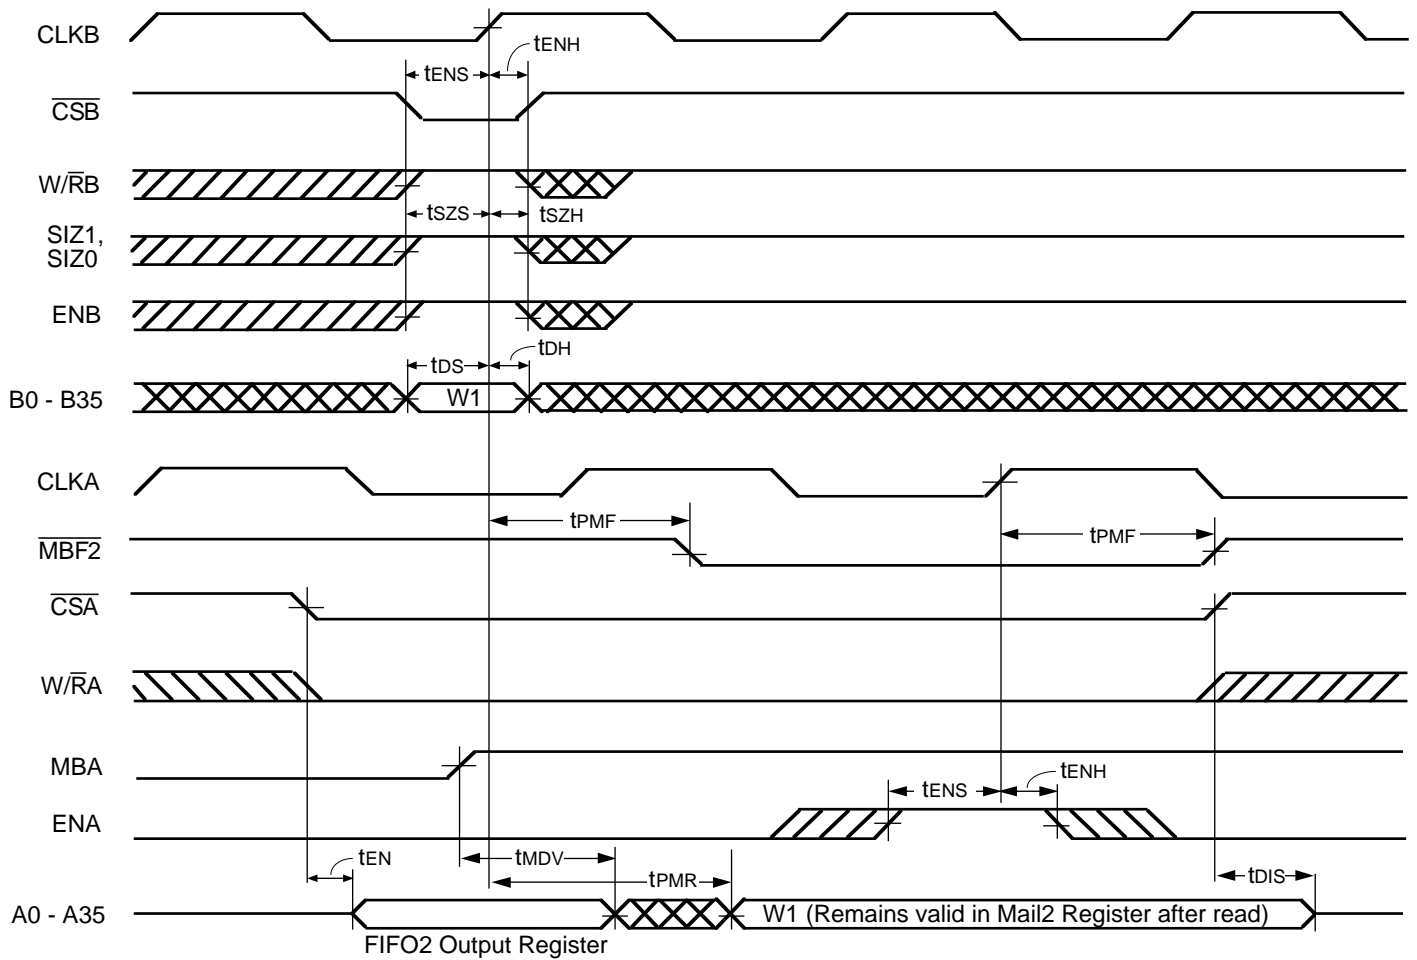 CLKB
tENH
tENS
CSB
W/RB
tSZS
tSZH
SIZ1,
SIZ0
ENB
tDS
tDH
B0 - B35
W1
CLKA
tPMF
tPMF
MBF2
CSA
W/RA
MBA
tENS
tENH
ENA
tEN
tMDV
tPMR
tDIS
A0 - A35
W1 (Remains valid in Mail2 Register after read)
FIFO2 Output Register